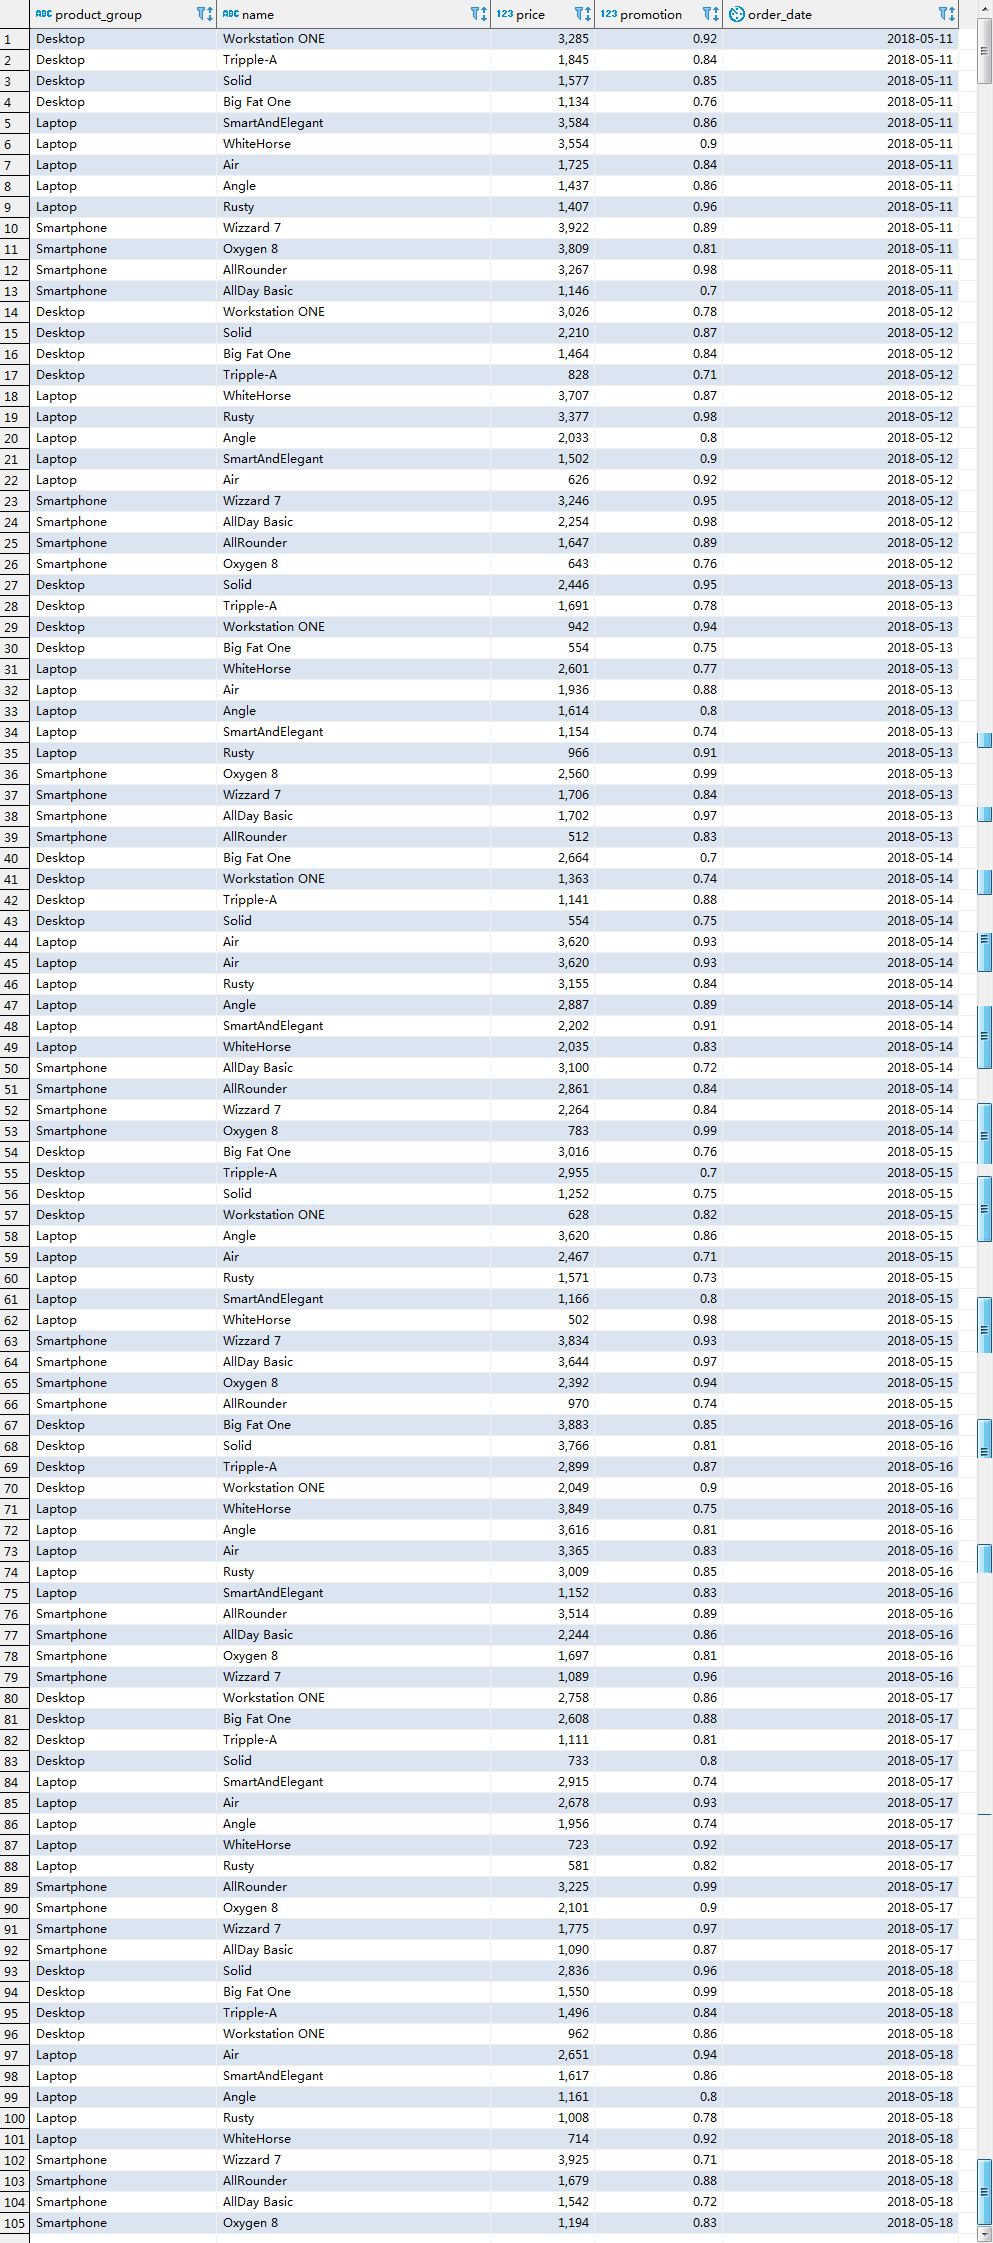 ABC product_group ABC name 123 price 123 promotion order_date
1 Desktop Workstation ONE 3,285 0.92 2018-05-11
2 Desktop Tripple-A 1,845 0.84 2018-05-11
3 Desktop Solid 1,577 0.85 2018-05-11
4 Desktop Big Fat One 1,134 0.76 2018-05-11
5 Laptop SmartAndElegant 3,584 0.86 2018-05-11
6 Laptop WhiteHorse 3,554 0.9 2018-05-11
7 Laptop Air 1,725 0.84 2018-05-11
8 Laptop Angle 1,437 0.86 2018-05-11
9 Laptop Rusty 1,407 0.96 2018-05-11
10 Smartphone Wizzard 7 3,922 0.89 2018-05-11
11 Smartphone Oxygen 8 3,809 0.81 2018-05-11
12 Smartphone AllRounder 3,267 0.98 2018-05-11
13 Smartphone AllDay Basic 1,146 0.7 2018-05-11
14 Desktop Workstation ONE 3,026 0.78 2018-05-12
15 Desktop Solid 2,210 0.87 2018-05-12
16 Desktop Big Fat One 1,464 0.84 2018-05-12
17 Desktop Tripple-A 828 0.71 2018-05-12
18 Laptop WhiteHorse 3,707 0.87 2018-05-12
19 Laptop Rusty 3,377 0.98 2018-05-12
20 Laptop Angle 2,033 0.8 2018-05-12
21 Laptop SmartAndElegant 1,502 0.9 2018-05-12
22 Laptop Air 626 0.92 2018-05-12
23 Smartphone Wizzard 7 3,246 0.95 2018-05-12
24 Smartphone AllDay Basic 2,254 0.98 2018-05-12
25 Smartphone AllRounder 1,647 0.89 2018-05-12
26 Smartphone Oxygen 8 643 0.76 2018-05-12
27 Desktop Solid 2,446 0.95 2018-05-13
28 Desktop Tripple-A 1,691 0.78 2018-05-13
29 Desktop Workstation ONE 942 0.94 2018-05-13
30 Desktop Big Fat One 554 0.75 2018-05-13
31 Laptop WhiteHorse 2,601 0.77 2018-05-13
32 Laptop Air 1,936 0.88 2018-05-13
33 Laptop Angle 1,614 0.8 2018-05-13
34 Laptop SmartAndElegant 1,154 0.74 2018-05-13
35 Laptop Rusty 966 0.91 2018-05-13
36 Smartphone Oxygen 8 2,560 0.99 2018-05-13
37 Smartphone Wizzard 7 1,706 0.84 2018-05-13
38 Smartphone AllDay Basic 1,702 0.97 2018-05-13
39 Smartphone AllRounder 512 0.83 2018-05-13
40 Desktop Big Fat One 2,664 0.7 2018-05-14
41 Desktop Workstation ONE 1,363 0.74 2018-05-14
42 Desktop Tripple-A 1,141 0.88 2018-05-14
43 Desktop Solid 554 0.75 2018-05-14
44 Laptop Air 3,620 0.93 2018-05-14
45 Laptop Air 3,620 0.93 2018-05-14
46 Laptop Rusty 3,155 0.84 2018-05-14
47 Laptop Angle 2,887 0.89 2018-05-14
48 Laptop SmartAndElegant 2,202 0.91 2018-05-14
49 Laptop WhiteHorse 2,035 0.83 2018-05-14
50 Smartphone AllDay Basic 3,100 0.72 2018-05-14
51 Smartphone AllRounder 2,861 0.84 2018-05-14
52 Smartphone Wizzard 7 2,264 0.84 2018-05-14
53 Smartphone Oxygen 8 783 0.99 2018-05-14
54 Desktop Big Fat One 3,016 0.76 2018-05-15
55 Desktop Tripple-A 2,955 0.7 2018-05-15
56 Desktop Solid 1,252 0.75 2018-05-15
57 Desktop Workstation ONE 628 0.82 2018-05-15
58 Laptop Angle 3,620 0.86 2018-05-15
59 Laptop Air 2,467 0.71 2018-05-15
60 Laptop Rusty 1,571 0.73 2018-05-15
61 Laptop SmartAndElegant 1,166 0.8 2018-05-15
62 Laptop WhiteHorse 502 0.98 2018-05-15
63 Smartphone Wizzard 7 3,834 0.93 2018-05-15
64 Smartphone AllDay Basic 3,644 0.97 2018-05-15
65 Smartphone Oxygen 8 2,392 0.94 2018-05-15
66 Smartphone AllRounder 970 0.74 2018-05-15
67 Desktop Big Fat One 3,883 0.85 2018-05-16
68 Desktop Solid 3,766 0.81 2018-05-16
69 Desktop Tripple-A 2,899 0.87 2018-05-16
70 Desktop Workstation ONE 2,049 0.9 2018-05-16
71 Laptop WhiteHorse 3,849 0.75 2018-05-16
72 Laptop Angle 3,616 0.81 2018-05-16
73 Laptop Air 3,365 0.83 2018-05-16
74 Laptop Rusty 3,009 0.85 2018-05-16
75 Laptop SmartAndElegant 1,152 0.83 2018-05-16
76 Smartphone AllRounder 3,514 0.89 2018-05-16
77 Smartphone AllDay Basic 2,244 0.86 2018-05-16
78 Smartphone Oxygen 8 1,697 0.81 2018-05-16
79 Smartphone Wizzard 7 1,089 0.96 2018-05-16
80 Desktop Workstation ONE 2,758 0.86 2018-05-17
81 Desktop Big Fat One 2,608 0.88 2018-05-17
82 Desktop Tripple-A 1,111 0.81 2018-05-17
83 Desktop Solid 733 0.8 2018-05-17
84 Laptop SmartAndElegant 2,915 0.74 2018-05-17
85 Laptop Air 2,678 0.93 2018-05-17
86 Laptop Angle 1,956 0.74 2018-05-17
87 Laptop WhiteHorse 723 0.92 2018-05-17
88 Laptop Rusty 581 0.82 2018-05-17
89 Smartphone AllRounder 3,225 0.99 2018-05-17
90 Smartphone Oxygen 8 2,101 0.9 2018-05-17
91 Smartphone Wizzard 7 1,775 0.97 2018-05-17
92 Smartphone AllDay Basic 1,090 0.87 2018-05-17
93 Desktop Solid 2,836 0.96 2018-05-18
94 Desktop Big Fat One 1,550 0.99 2018-05-18
95 Desktop Tripple-A 1,496 0.84 2018-05-18
96 Desktop Workstation ONE 962 0.86 2018-05-18
97 Laptop Air 2,651 0.94 2018-05-18
98 Laptop SmartAndElegant 1,617 0.86 2018-05-18
99 Laptop Angle 1,161 0.8 2018-05-18
100 Laptop Rusty 1,008 0.78 2018-05-18
101 Laptop WhiteHorse 714 0.92 2018-05-18
102 Smartphone Wizzard 7 3,925 0.71 2018-05-18
103 Smartphone AllRounder 1,679 0.88 2018-05-18
104 Smartphone AllDay Basic 1,542 0.72 2018-05-18
105 Smartphone Oxygen 8 1,194 0.83 2018-05-18